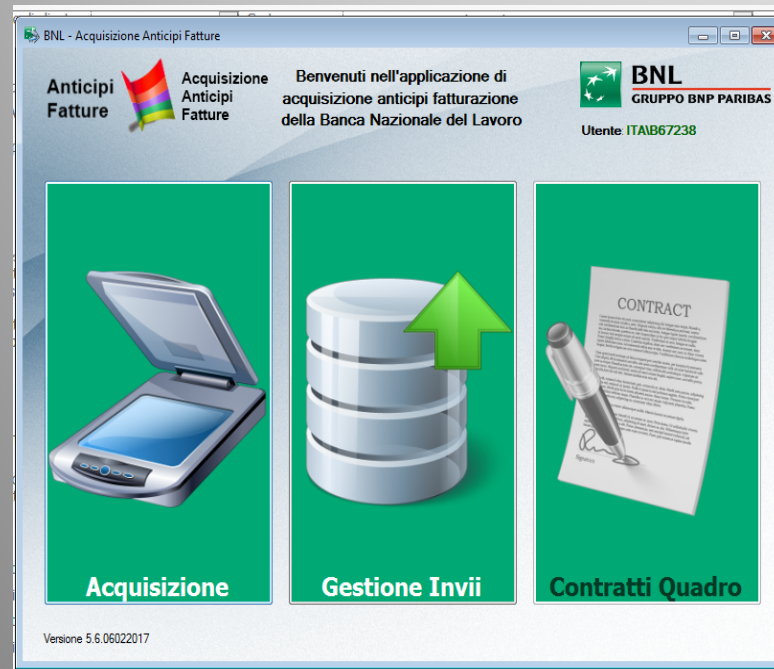 BNL - Acquisizione Anticipi Fatture
Anticipi
Fatture
Acquisizione
Anticipi
Fatture
Benvenuti nell'applicazione di
acquisizione anticipi fatturazione
della Banca Nazionale del Lavoro
BNL
GRUPPO BNP PARIBAS
Utente: ITA\B67238
CONTRACT
Signature
Acquisizione
Gestione Invii
Contratti Quadro
Versione 5.6.06022017